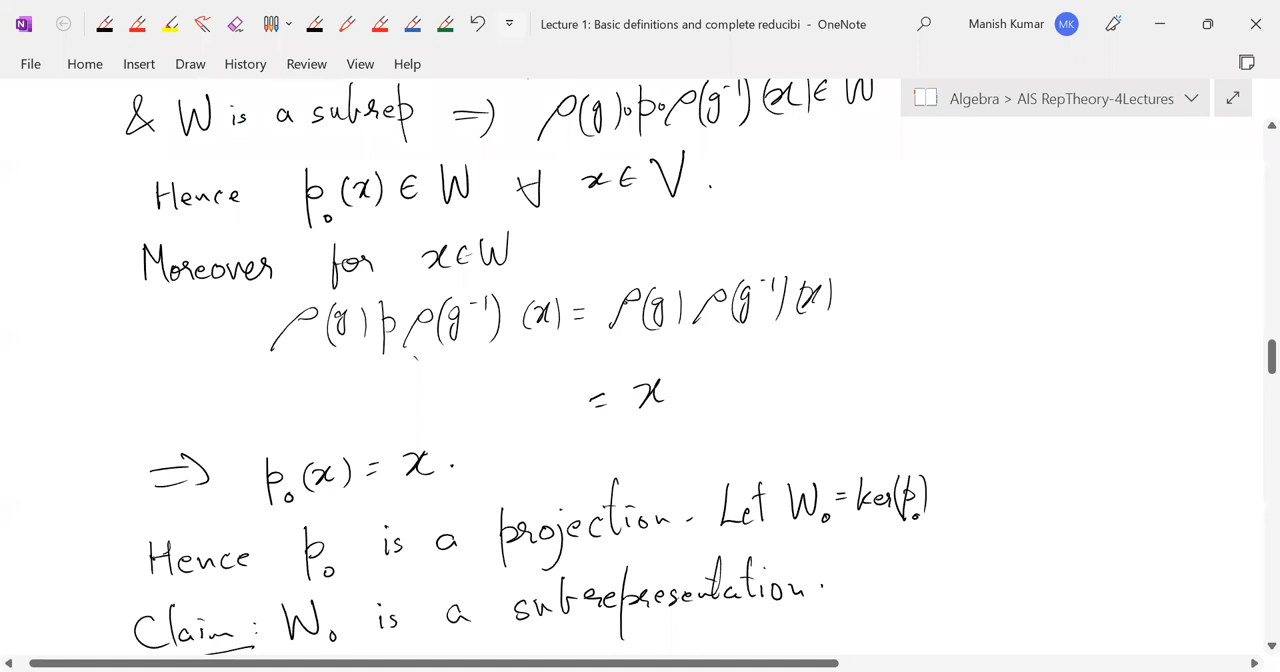 Lecture 1: Basic definitions and complete reducibi - OneNote
Manish Kumar
MK
File Home Insert Draw History Review View Help
Algebra > AIS RepTheory-4Lectures
& W is a subrep ⇒ ρ(g)∘p∘ρ(g⁻¹)(x) ∈ W
Hence p₀(x) ∈ W ∀ x ∈ V.
Moreover for x ∈ W
ρ(g) p ρ(g⁻¹) (x) = ρ(g) ρ(g⁻¹)(x)
= x
⇒ p₀(x) = x.
Hence p₀ is a projection. Let W₀ = ker(p₀)
Claim: W₀ is a subrepresentation.